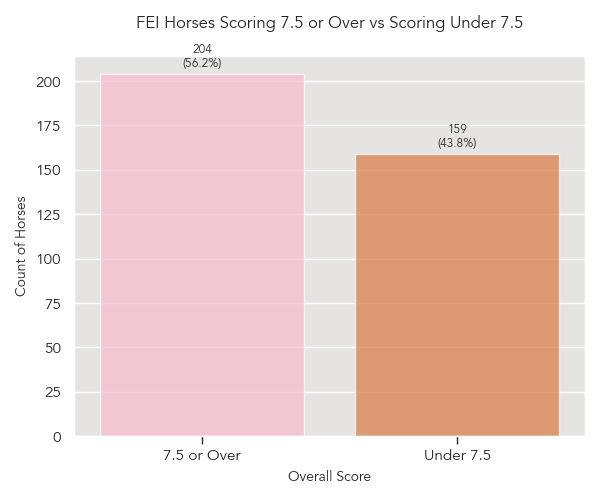 FEI Horses Scoring 7.5 or Over vs Scoring Under 7.5
204
(56.2%)
159
(43.8%)
200
175
150
125
100
75
50
25
0
Count of Horses
7.5 or Over
Under 7.5
Overall Score